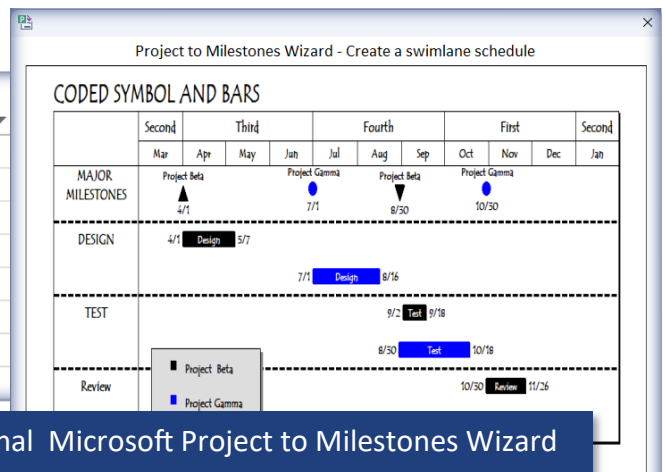 Project to Milestones Wizard - Create a swimlane schedule
CODED SYMBOL AND BARS
Second Third Fourth First Second
Mar Apr May Jun Jul Aug Sep Oct Nov Dec Jan
MAJOR MILESTONES
Project Beta Project Gamma Project Beta Project Gamma
4/1 7/1 8/30 10/30
DESIGN 4/1 Design 5/7
7/1 Design 8/16
TEST 9/2 Test 9/18
8/30 Test 10/18
Project Beta
Review 10/30 Review 11/26
Project Gamma
nal Microsoft Project to Milestones Wizard